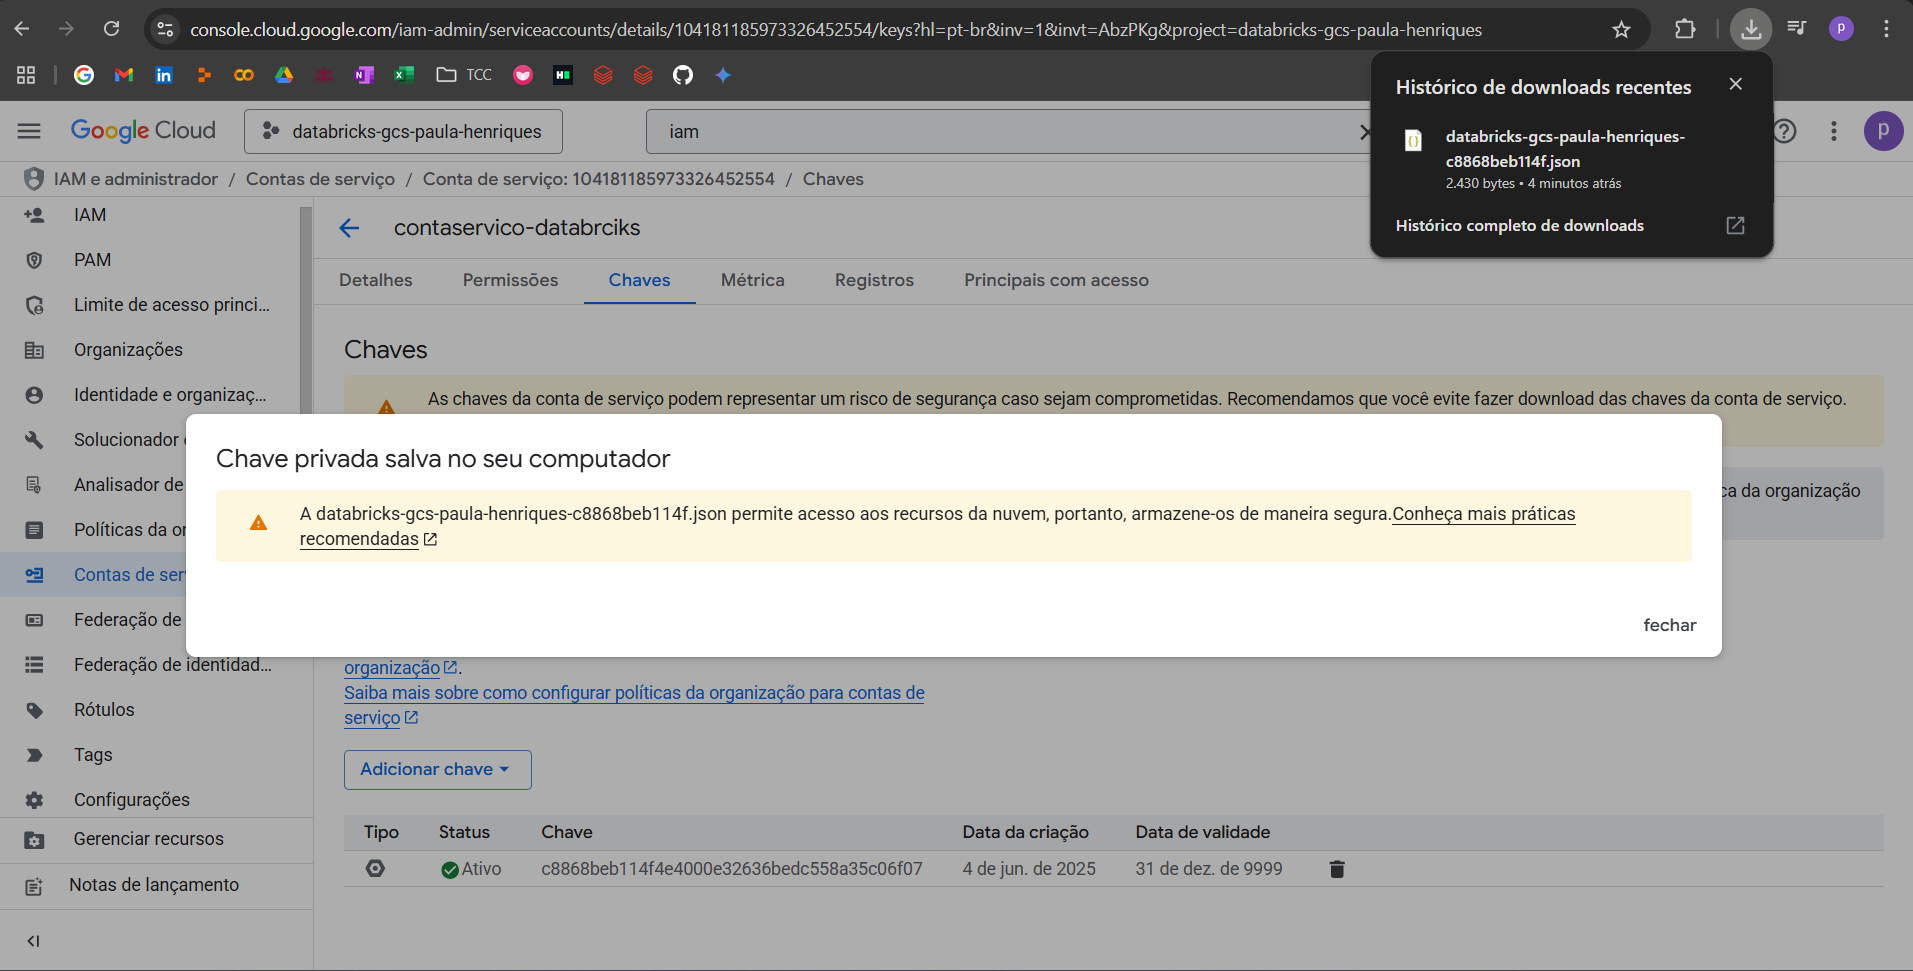 console.cloud.google.com/iam-admin/serviceaccounts/details/104181185973326452554/keys?hl=pt-br&inv=1&invt=AbzPKg&project=databricks-gcs-paula-henriques
p
TCC
Histórico de downloads recentes
databricks-gcs-paula-henriques-
c8868beb114f.json
2.430 bytes • 4 minutos atrás
Histórico completo de downloads
Google Cloud
databricks-gcs-paula-henriques
iam
p
IAM e administrador / Contas de serviço / Conta de serviço: 104181185973326452554 / Chaves
IAM
PAM
Limite de acesso princi...
Organizações
Identidade e organizaç...
Solucionador
Analisador de
Políticas da
Contas de
Federação de
Federação de identidad...
Rótulos
Tags
Configurações
Gerenciar recursos
Notas de lançamento
contaservico-databrciks
Detalhes
Permissões
Chaves
Métrica
Registros
Principais com acesso
Chaves
As chaves da conta de serviço podem representar um risco de segurança caso sejam comprometidas. Recomendamos que você evite fazer download das chaves da conta de serviço.
da organização
Chave privada salva no seu computador
A databricks-gcs-paula-henriques-c8868beb114f.json permite acesso aos recursos da nuvem, portanto, armazene-os de maneira segura.Conheça mais práticas
recomendadas
fechar
organização.
Saiba mais sobre como configurar políticas da organização para contas de
serviço
Adicionar chave
Tipo Status Chave Data da criação Data de validade
Ativo c8868beb114f4e4000e32636bedc558a35c06f07 4 de jun. de 2025 31 de dez. de 9999